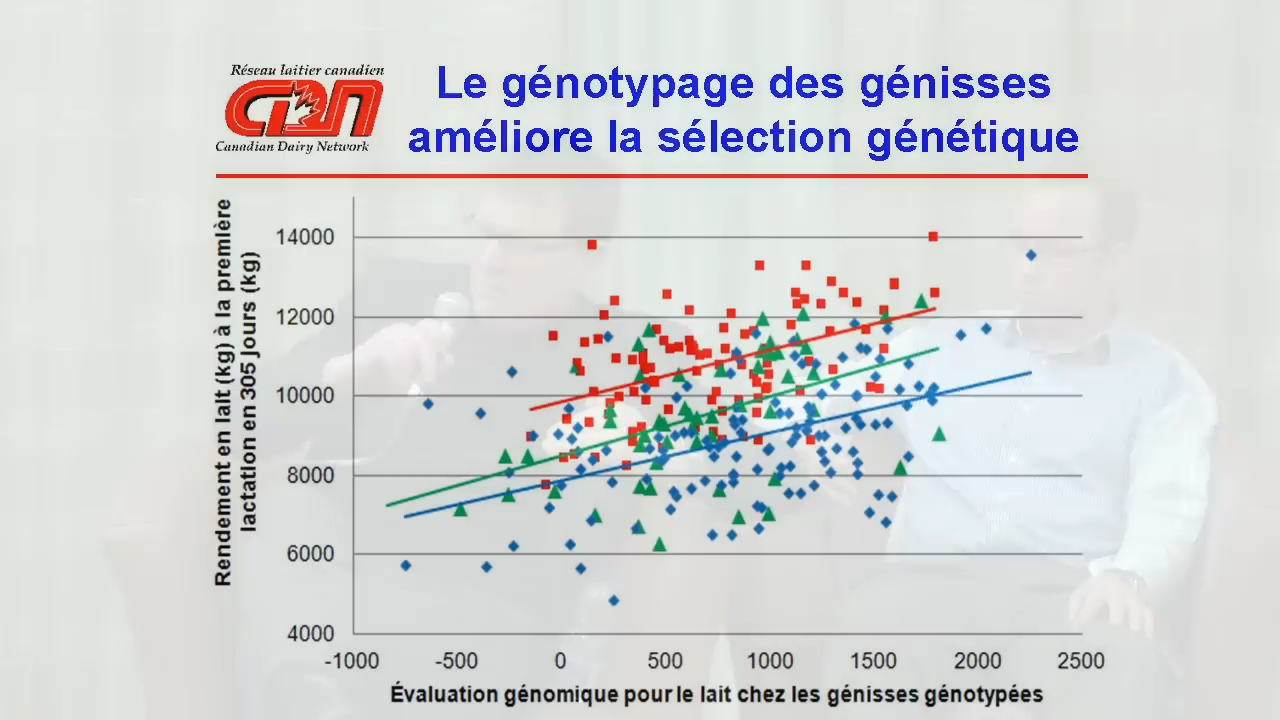 Réseau laitier canadien
CDN
Canadian Dairy Network
Le génotypage des génisses
améliore la sélection génétique
Rendement en lait (kg) à la première
lactation en 305 jours (kg)
14000
12000
10000
8000
6000
4000
-1000 -500 0 500 1000 1500 2000 2500
Évaluation génomique pour le lait chez les génisses génotypées